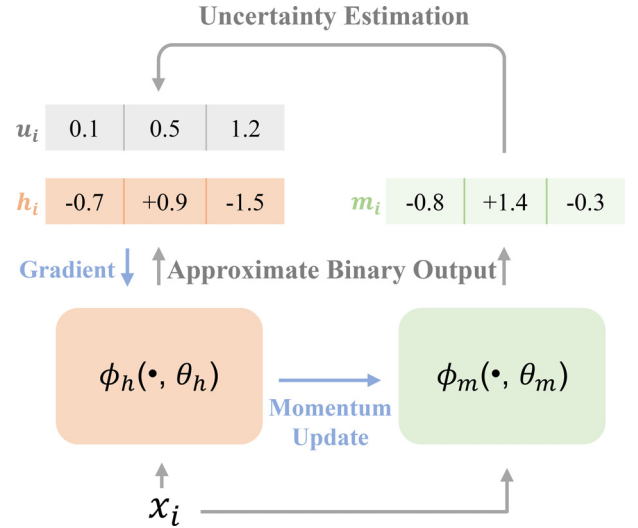 Uncertainty Estimation
u_i 0.1 0.5 1.2
h_i -0.7 +0.9 -1.5
m_i -0.8 +1.4 -0.3
Gradient
Approximate Binary Output
ϕ_h(•, θ_h)
ϕ_m(•, θ_m)
Momentum
Update
x_i